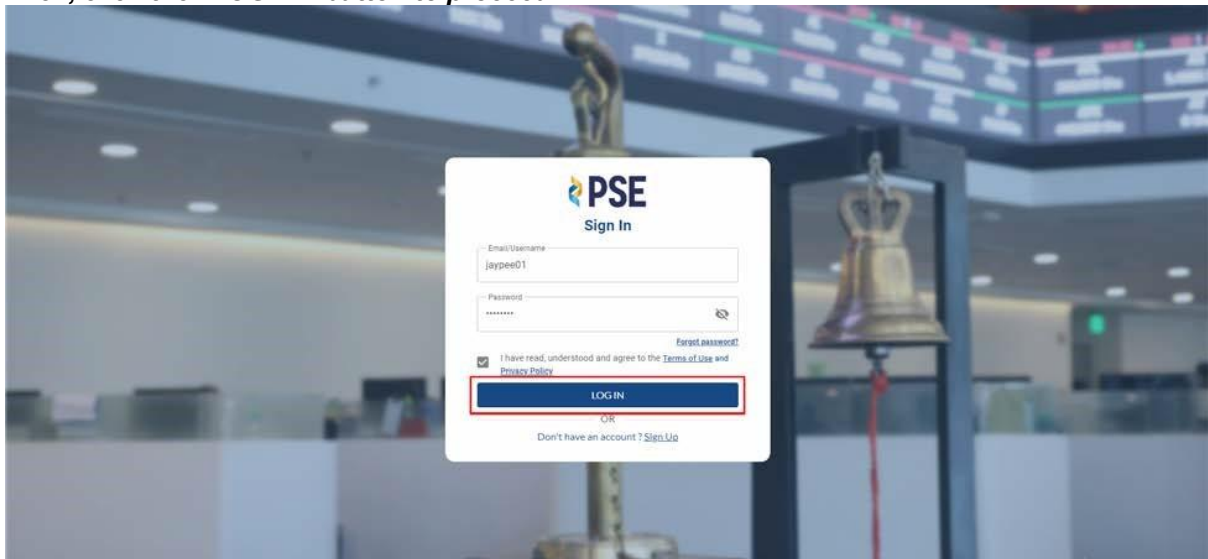 PSE
Sign In
Email/Username
jaypee01
Password
Forgot password?
I have read, understood and agree to the Terms of Use and
Privacy Policy
LOG IN
OR
Don't have an account ? Sign Up